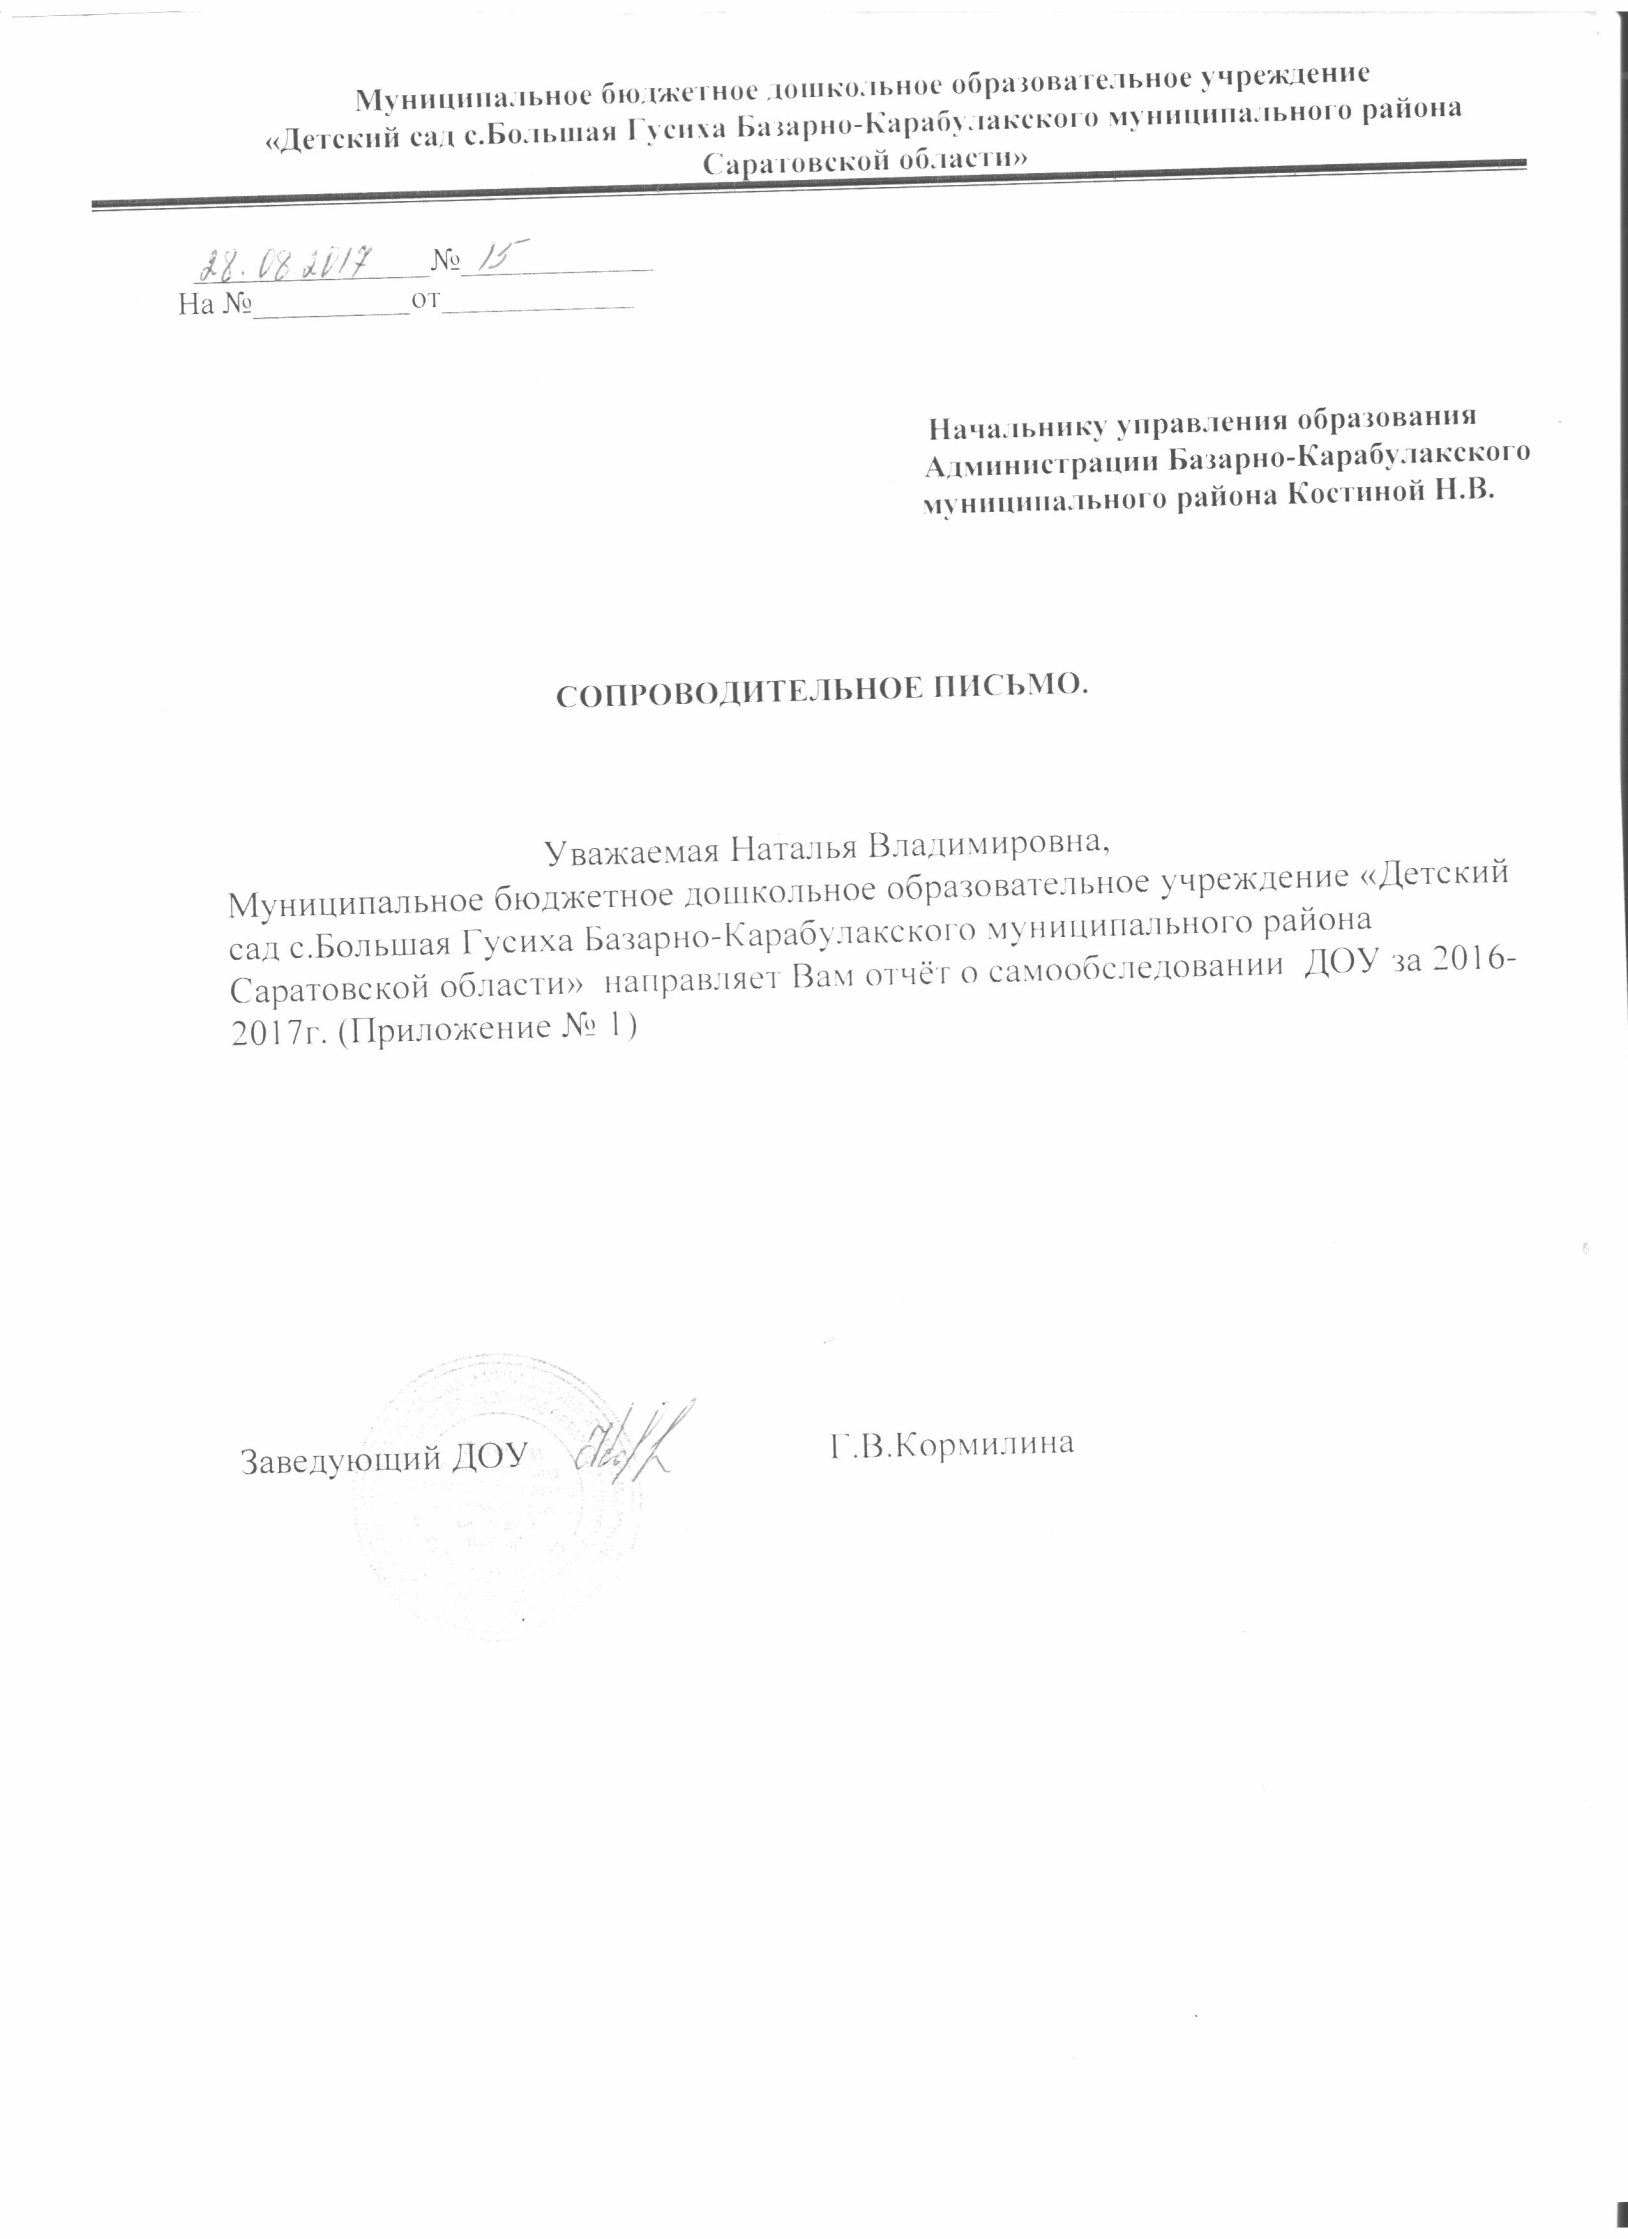 Муниципальное бюджетное дошкольное образовательное учреждение
«Детский сад с.Большая Гусиха Базарно-Карабулакского муниципального района
Саратовской области»
28.08 2017 № 15
На №__________от____________
Начальнику управления образования
Администрации Базарно-Карабулакского
муниципального района Костиной Н.В.
СОПРОВОДИТЕЛЬНОЕ ПИСЬМО.
Уважаемая Наталья Владимировна,
Муниципальное бюджетное дошкольное образовательное учреждение «Детский
сад с.Большая Гусиха Базарно-Карабулакского муниципального района
Саратовской области» направляет Вам отчёт о самообследовании ДОУ за 2016-
2017г. (Приложение № 1)
Заведующий ДОУ Г.В.Кормилина